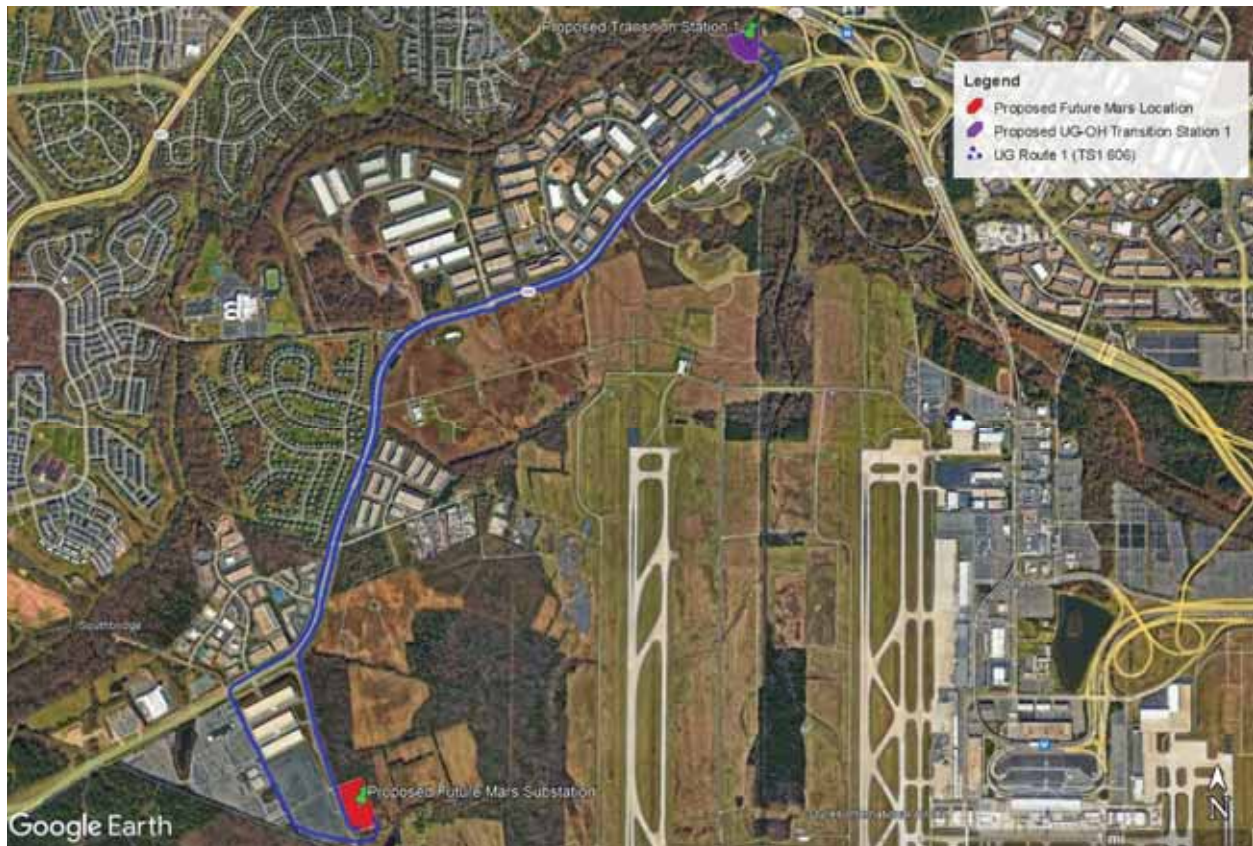 Proposed Transition Station 1
Legend
Proposed Future Mars Location
Proposed UG-OH Transition Station 1
UG Route 1 (TS1 606)
Southbridge
Proposed Future Mars Substation
Google Earth
N